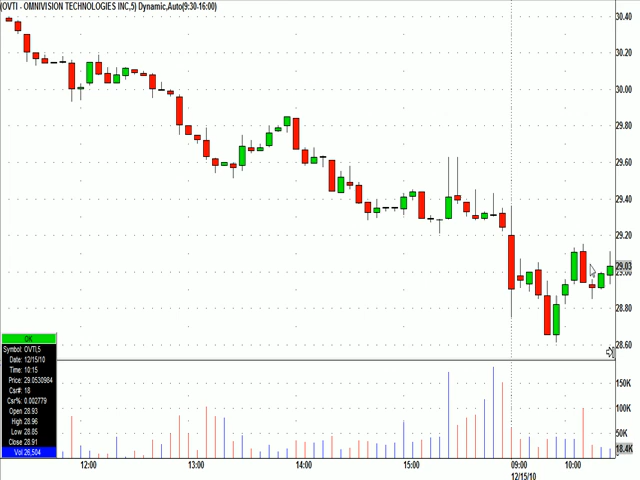 (OVTI - OMNIVISION TECHNOLOGIES INC,5) Dynamic,Auto(9:30-16:00)
30.40
30.20
30.00
29.80
29.60
29.40
29.20
29.03
29.00
28.80
28.60
OK
Symbol: OVTI,5
Date: 12/15/10
Time: 10:15
Price: 29.0530984
Csr#: 18
Csr%: 0.002779
Open 28.93
High 28.96
Low 28.85
Close 28.91
Vol 26,504
150K
100K
50K
18.4K
12:00 13:00 14:00 15:00 09:00 10:00
12/15/10